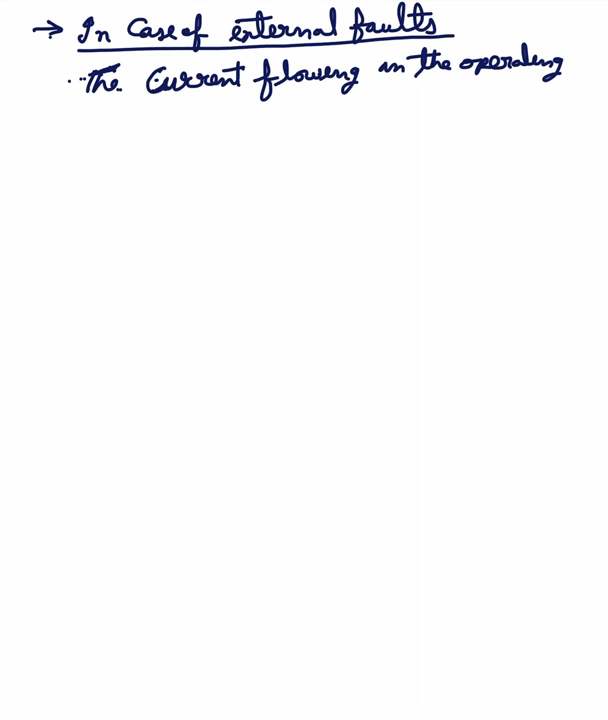 → In Case of external faults
The Current flowing in the operating